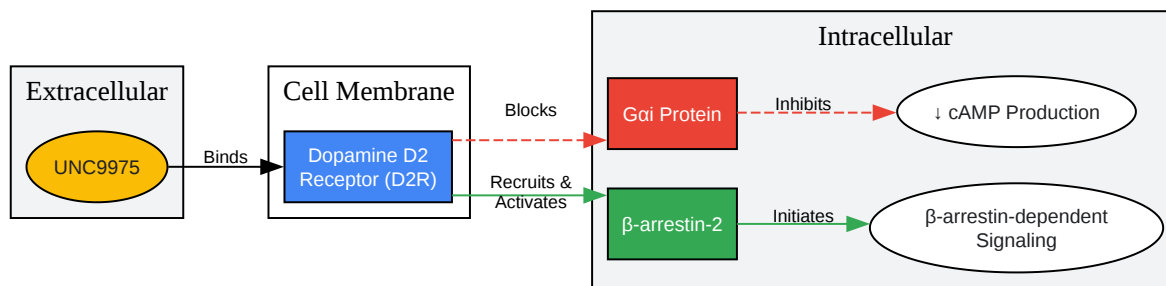 Extracellular
UNC9975
Binds
Cell Membrane
Dopamine D2
Receptor (D2R)
Blocks
Recruits &
Activates
Intracellular
Gαi Protein
Inhibits
↓ cAMP Production
β-arrestin-2
Initiates
β-arrestin-dependent
Signaling